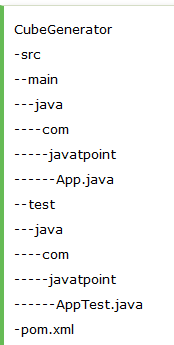 CubeGenerator
-src
--main
---java
----com
-----javatpoint
------App.java
--test
---java
----com
-----javatpoint
------AppTest.java
-pom.xml